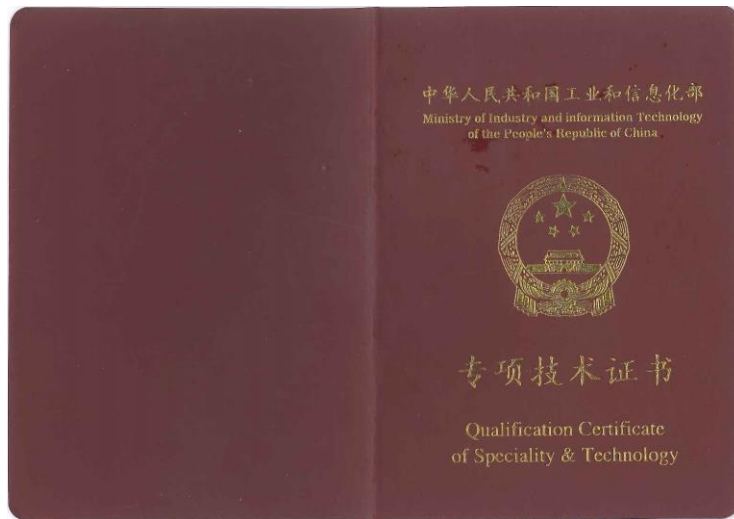 中华人民共和国工业和信息化部
Ministry of Industry and information Technology
of the People's Republic of China
专项技术证书
Qualification Certificate
of Speciality & Technology